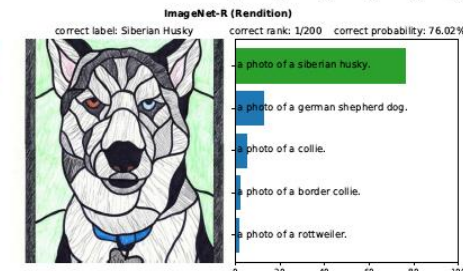 ImageNet-R (Rendition)
correct label: Siberian Husky correct rank: 1/200 correct probability: 76.02%
a photo of a siberian husky.
a photo of a german shepherd dog.
a photo of a collie.
a photo of a border collie.
a photo of a rottweiler.
0 20 40 60 80 100